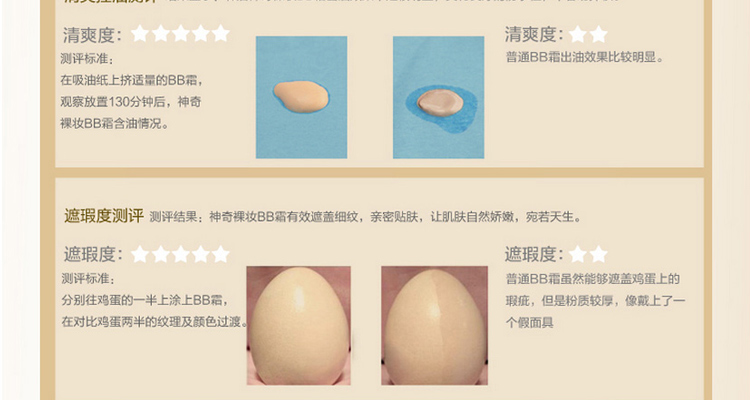 清爽度：
测评标准：
在吸油纸上挤适量的BB霜，
观察放置130分钟后，神奇
裸妆BB霜含油情况。
清爽度：
普通BB霜出油效果比较明显。
遮瑕度测评 测评结果：神奇裸妆BB霜有效遮盖细纹，亲密贴肤，让肌肤自然娇嫩，宛若天生。
遮瑕度：
测评标准：
分别往鸡蛋的一半上涂上BB霜，
在对比鸡蛋两半的纹理及颜色过渡。
遮瑕度：
普通BB霜虽然能够遮盖鸡蛋上的
瑕疵，但是粉质较厚，像戴上了一
个假面具